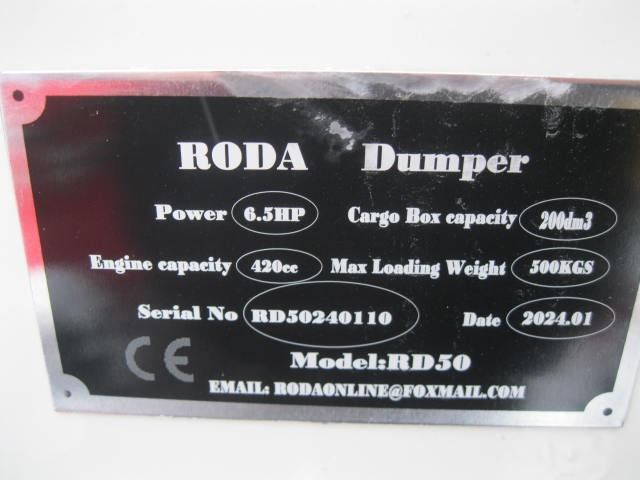 RODA Dumper
Power 6.5HP Cargo Box capacity 200dm3
Engine capacity 420cc Max Loading Weight 500KGS
Serial No RD50240110 Date 2024.01
CE Model:RD50
EMAIL: RODAONLINE@FOXMAIL.COM